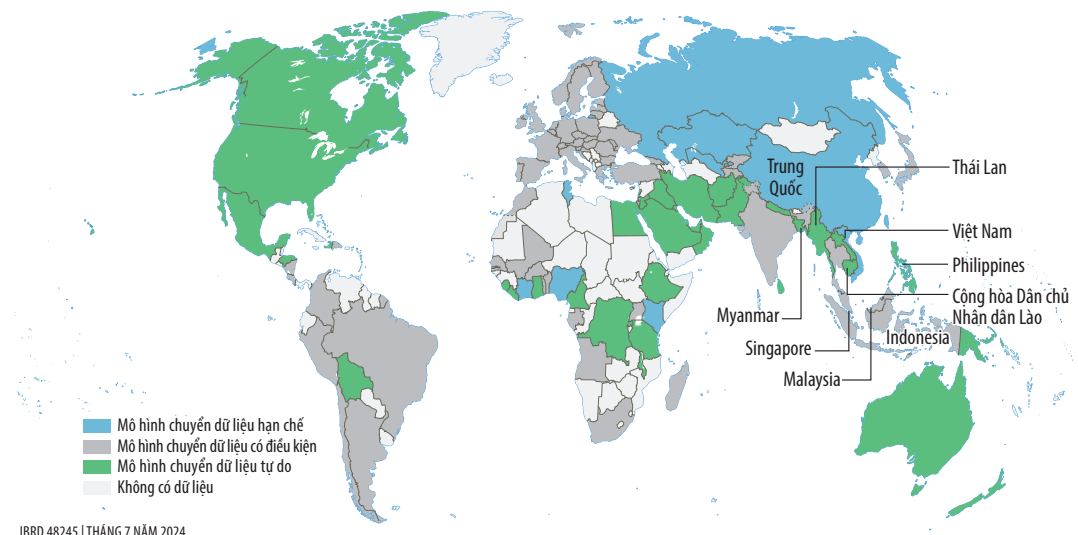 Trung
Quốc
Thái Lan
Việt Nam
Philippines
Cộng hòa Dân chủ
Nhân dân Lào
Myanmar
Indonesia
Singapore
Malaysia
Mô hình chuyển dữ liệu hạn chế
Mô hình chuyển dữ liệu có điều kiện
Mô hình chuyển dữ liệu tự do
Không có dữ liệu
IBRD 48245 | THÁNG 7 NĂM 2024